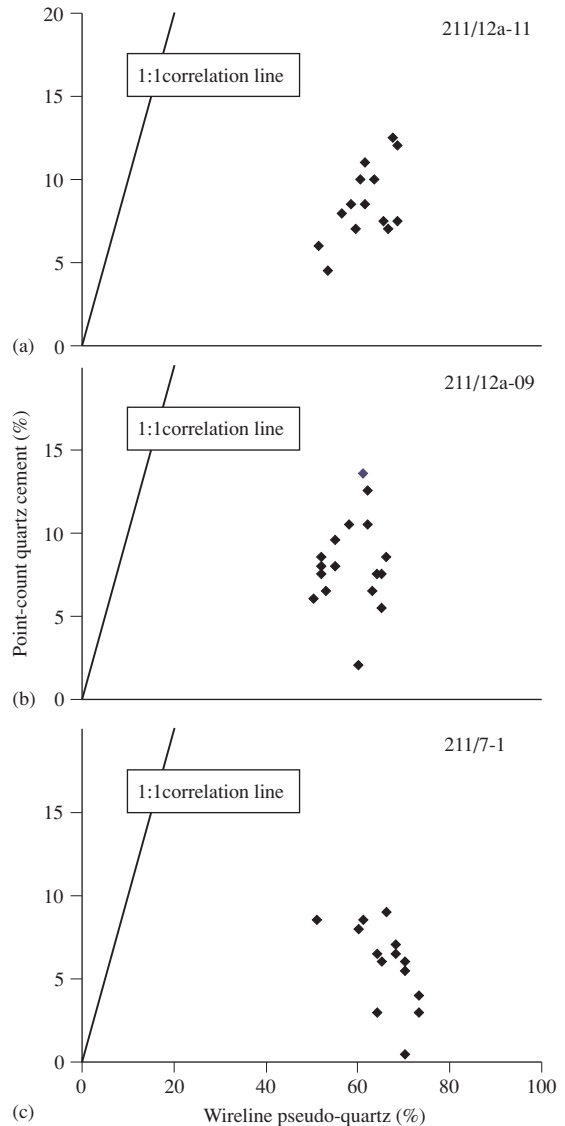 20
211/12a-11
1:1correlation line
15
10
5
(a) 0
211/12a-09
1:1correlation line
15
10
5
(b) 0
Point-count quartz cement (%)
211/7-1
1:1correlation line
15
10
5
0
0 20 40 60 80 100
(c) Wireline pseudo-quartz (%)